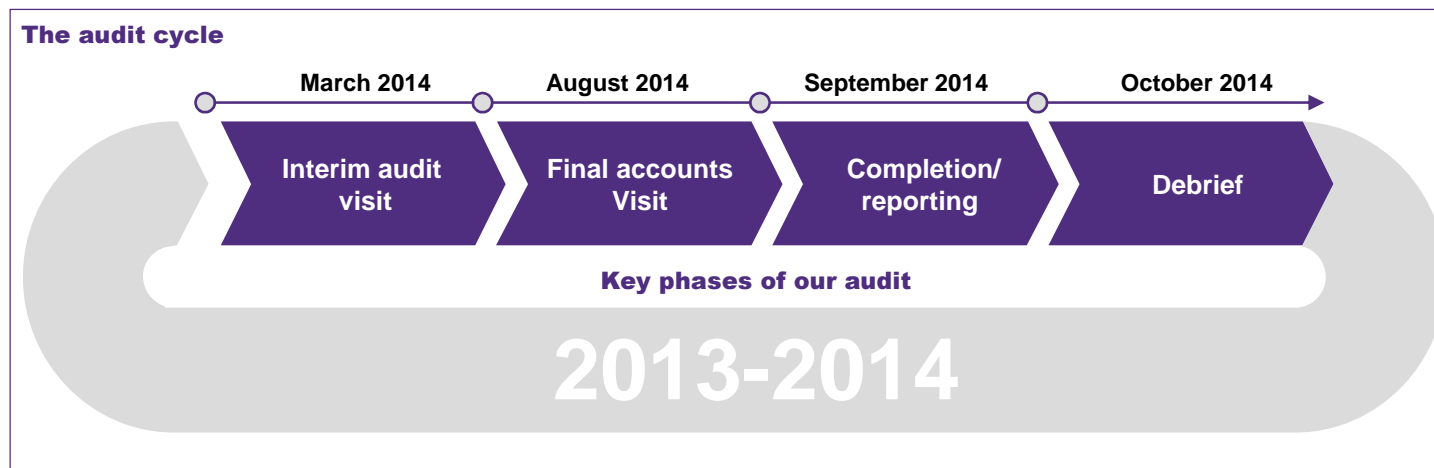 The audit cycle
March 2014
August 2014
September 2014
October 2014
Interim audit
visit
Final accounts
Visit
Completion/
reporting
Debrief
Key phases of our audit
2013-2014